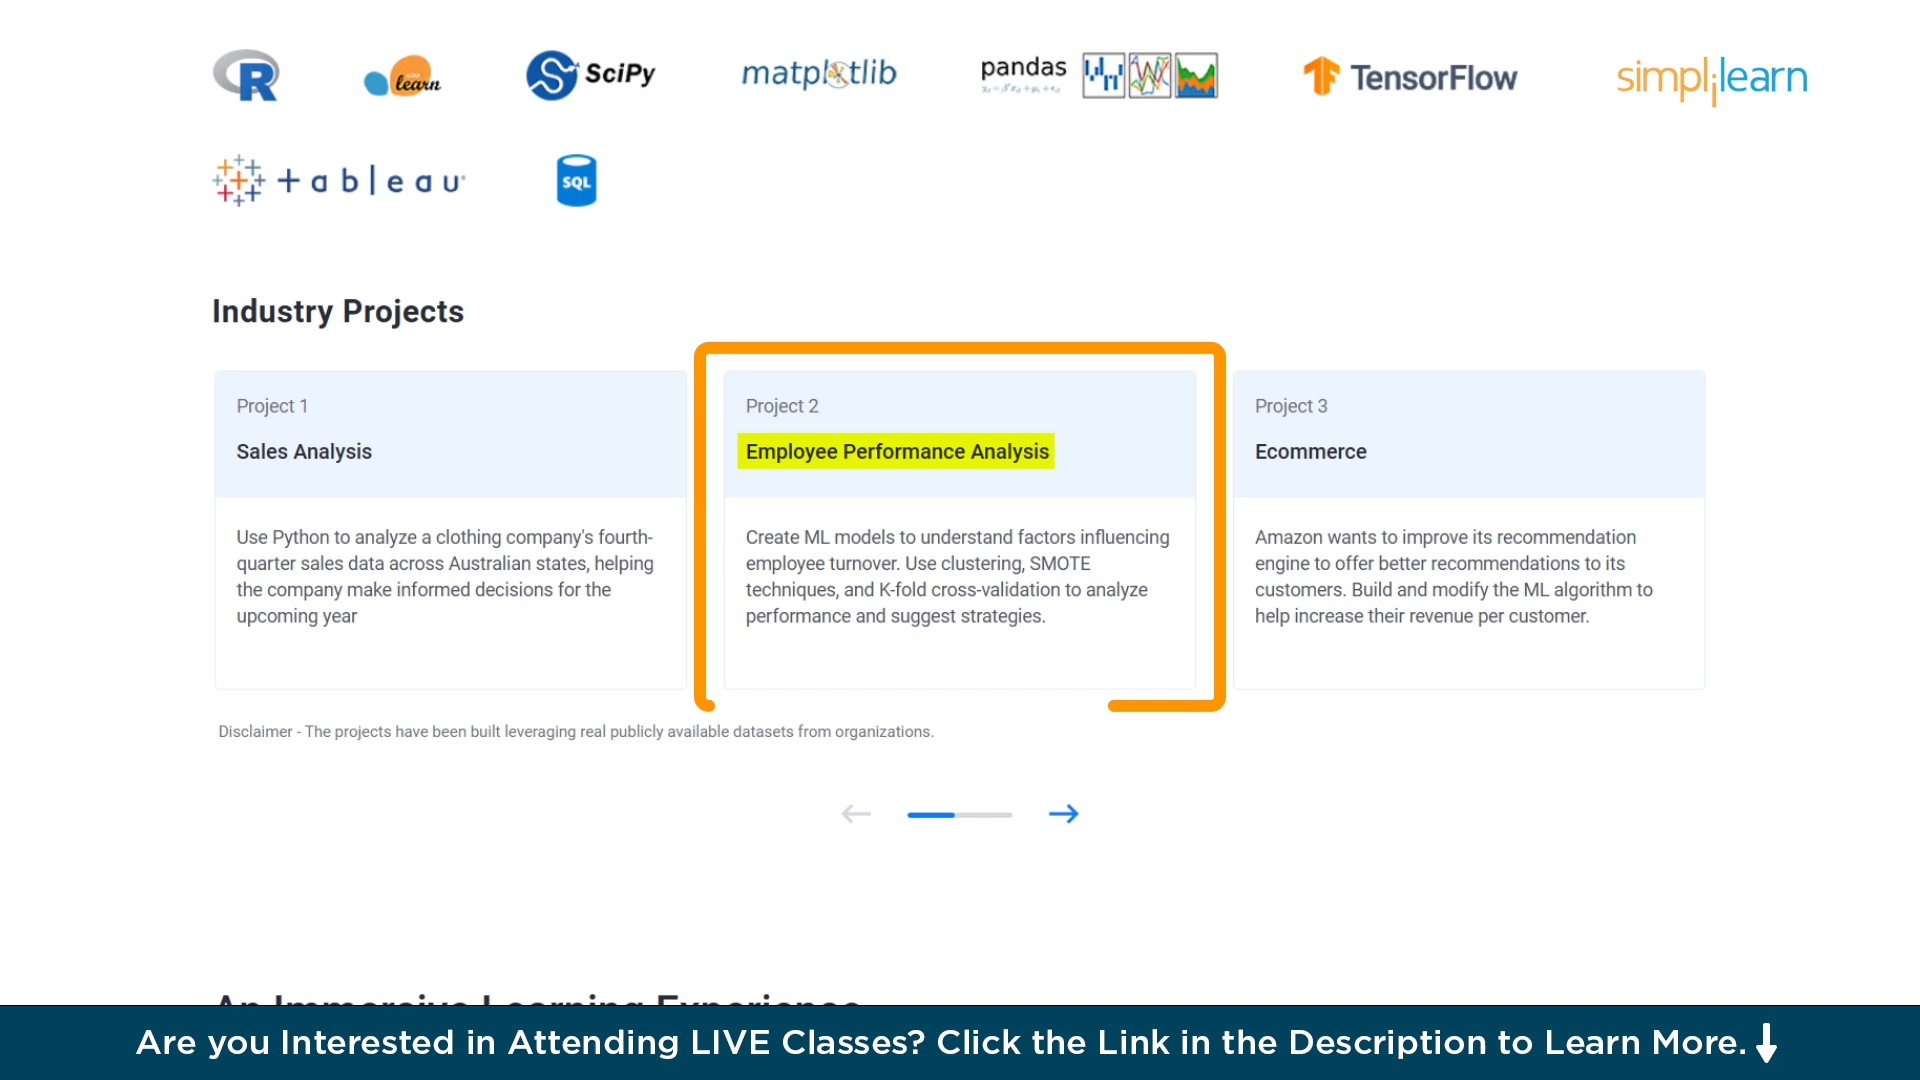 R
learn
SciPy
matplotlib
pandas
TensorFlow
simplilearn
+ableau
SQL
Industry Projects
Project 1
Sales Analysis
Use Python to analyze a clothing company's fourth-
quarter sales data across Australian states, helping
the company make informed decisions for the
upcoming year
Project 2
Employee Performance Analysis
Create ML models to understand factors influencing
employee turnover. Use clustering, SMOTE
techniques, and K-fold cross-validation to analyze
performance and suggest strategies.
Project 3
Ecommerce
Amazon wants to improve its recommendation
engine to offer better recommendations to its
customers. Build and modify the ML algorithm to
help increase their revenue per customer.
Disclaimer - The projects have been built leveraging real publicly available datasets from organizations.
An Immersive Learning Experience
Are you Interested in Attending LIVE Classes? Click the Link in the Description to Learn More.